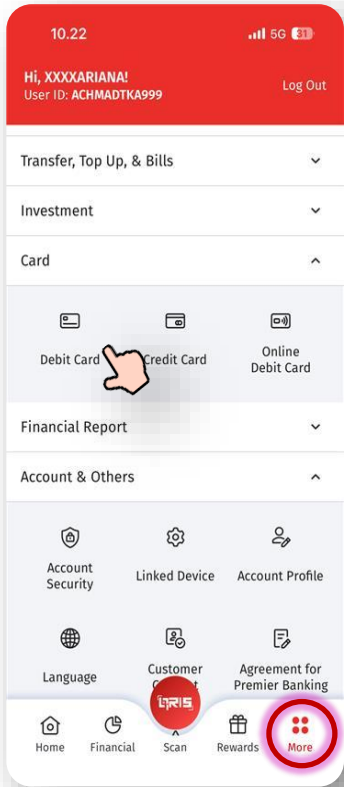 10.22
5G 31
Hi, XXXXARIANA!
User ID: ACHMADTKA999
Log Out
Transfer, Top Up, & Bills
Investment
Card
Debit Card
Credit Card
Online
Debit Card
Financial Report
Account & Others
Account
Security
Linked Device
Account Profile
Language
Customer
Agreement for
Premier Banking
QRIS
Home
Financial
Scan
Rewards
More